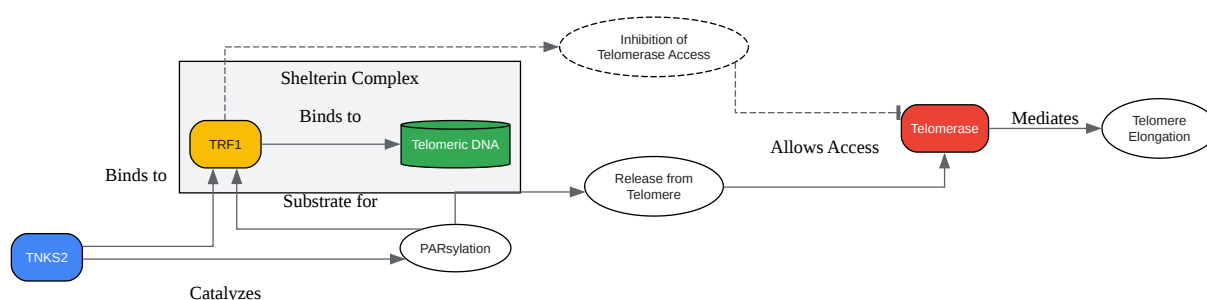 Inhibition of
Telomerase Access
Shelterin Complex
Binds to
TRF1
Telomeric DNA
Telomerase
Mediates
Telomere
Elongation
Allows Access
Binds to
Release from
Telomere
Substrate for
TNKS2
PARsylation
Catalyzes